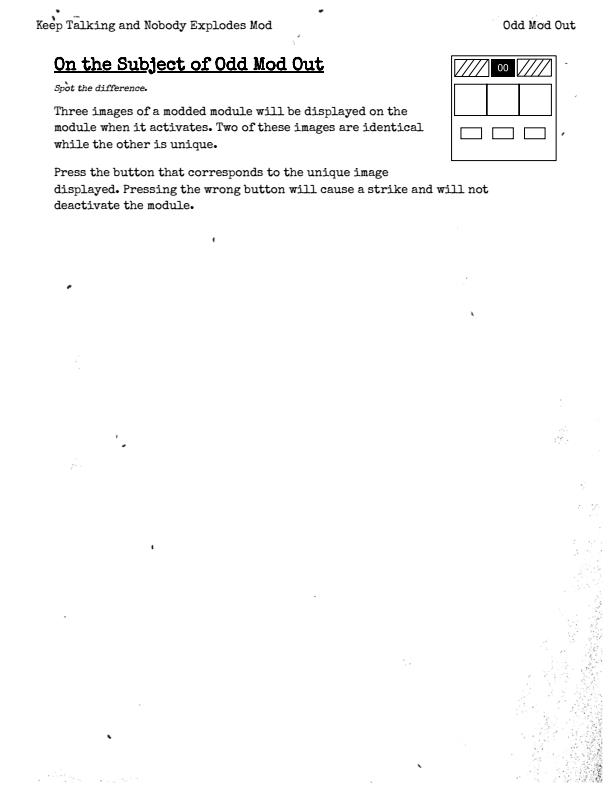 Keep Talking and Nobody Explodes Mod
Odd Mod Out
On the Subject of Odd Mod Out
00
Spot the difference.
Three images of a modded module will be displayed on the
module when it activates. Two of these images are identical
while the other is unique.
Press the button that corresponds to the unique image
displayed. Pressing the wrong button will cause a strike and will not
deactivate the module.